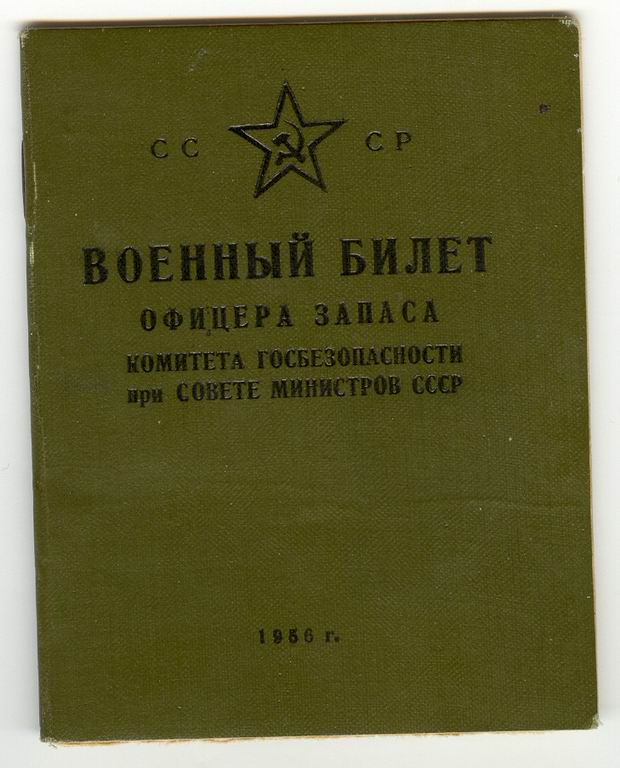 СС СР
ВОЕННЫЙ БИЛЕТ
ОФИЦЕРА ЗАПАСА
КОМИТЕТА ГОСБЕЗОПАСНОСТИ
при СОВЕТЕ МИНИСТРОВ СССР
1956 г.